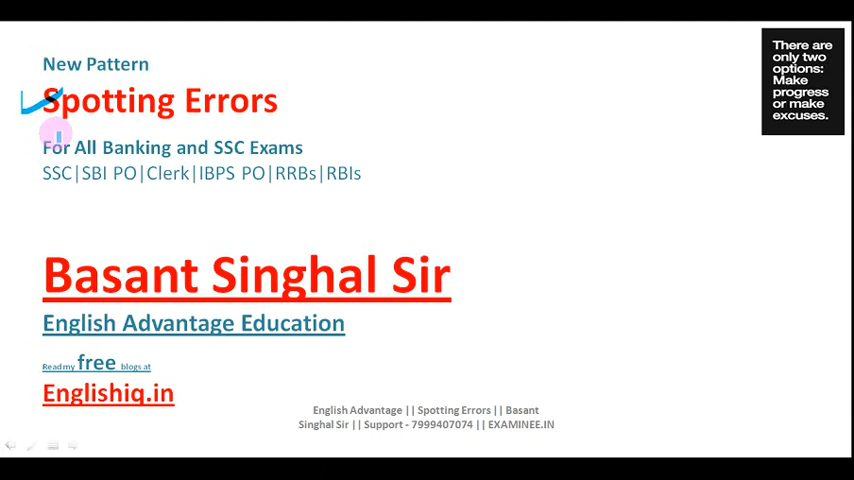 New Pattern
Spotting Errors
For All Banking and SSC Exams
SSC|SBI PO|Clerk|IBPS PO|RRBs|RBIs
Basant Singhal Sir
English Advantage Education
Read my free blogs at
Englishiq.in
English Advantage || Spotting Errors || Basant
Singhal Sir || Support - 7999407074 || EXAMINEE.IN
There are
only two
options:
Make
progress
or make
excuses.